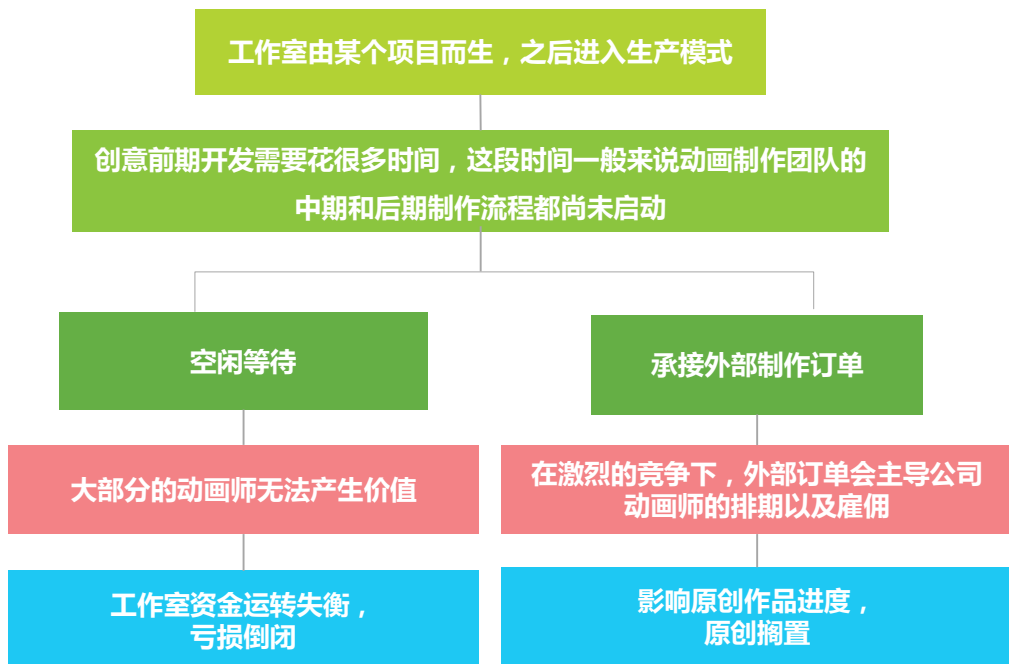 工作室由某个项目而生，之后进入生产模式
创意前期开发需要花很多时间，这段时间一般来说动画制作团队的
中期和后期制作流程都尚未启动
空闲等待
承接外部制作订单
大部分的动画师无法产生价值
在激烈的竞争下，外部订单会主导公司
动画师的排期以及雇佣
工作室资金运转失衡，
亏损倒闭
影响原创作品进度，
原创搁置